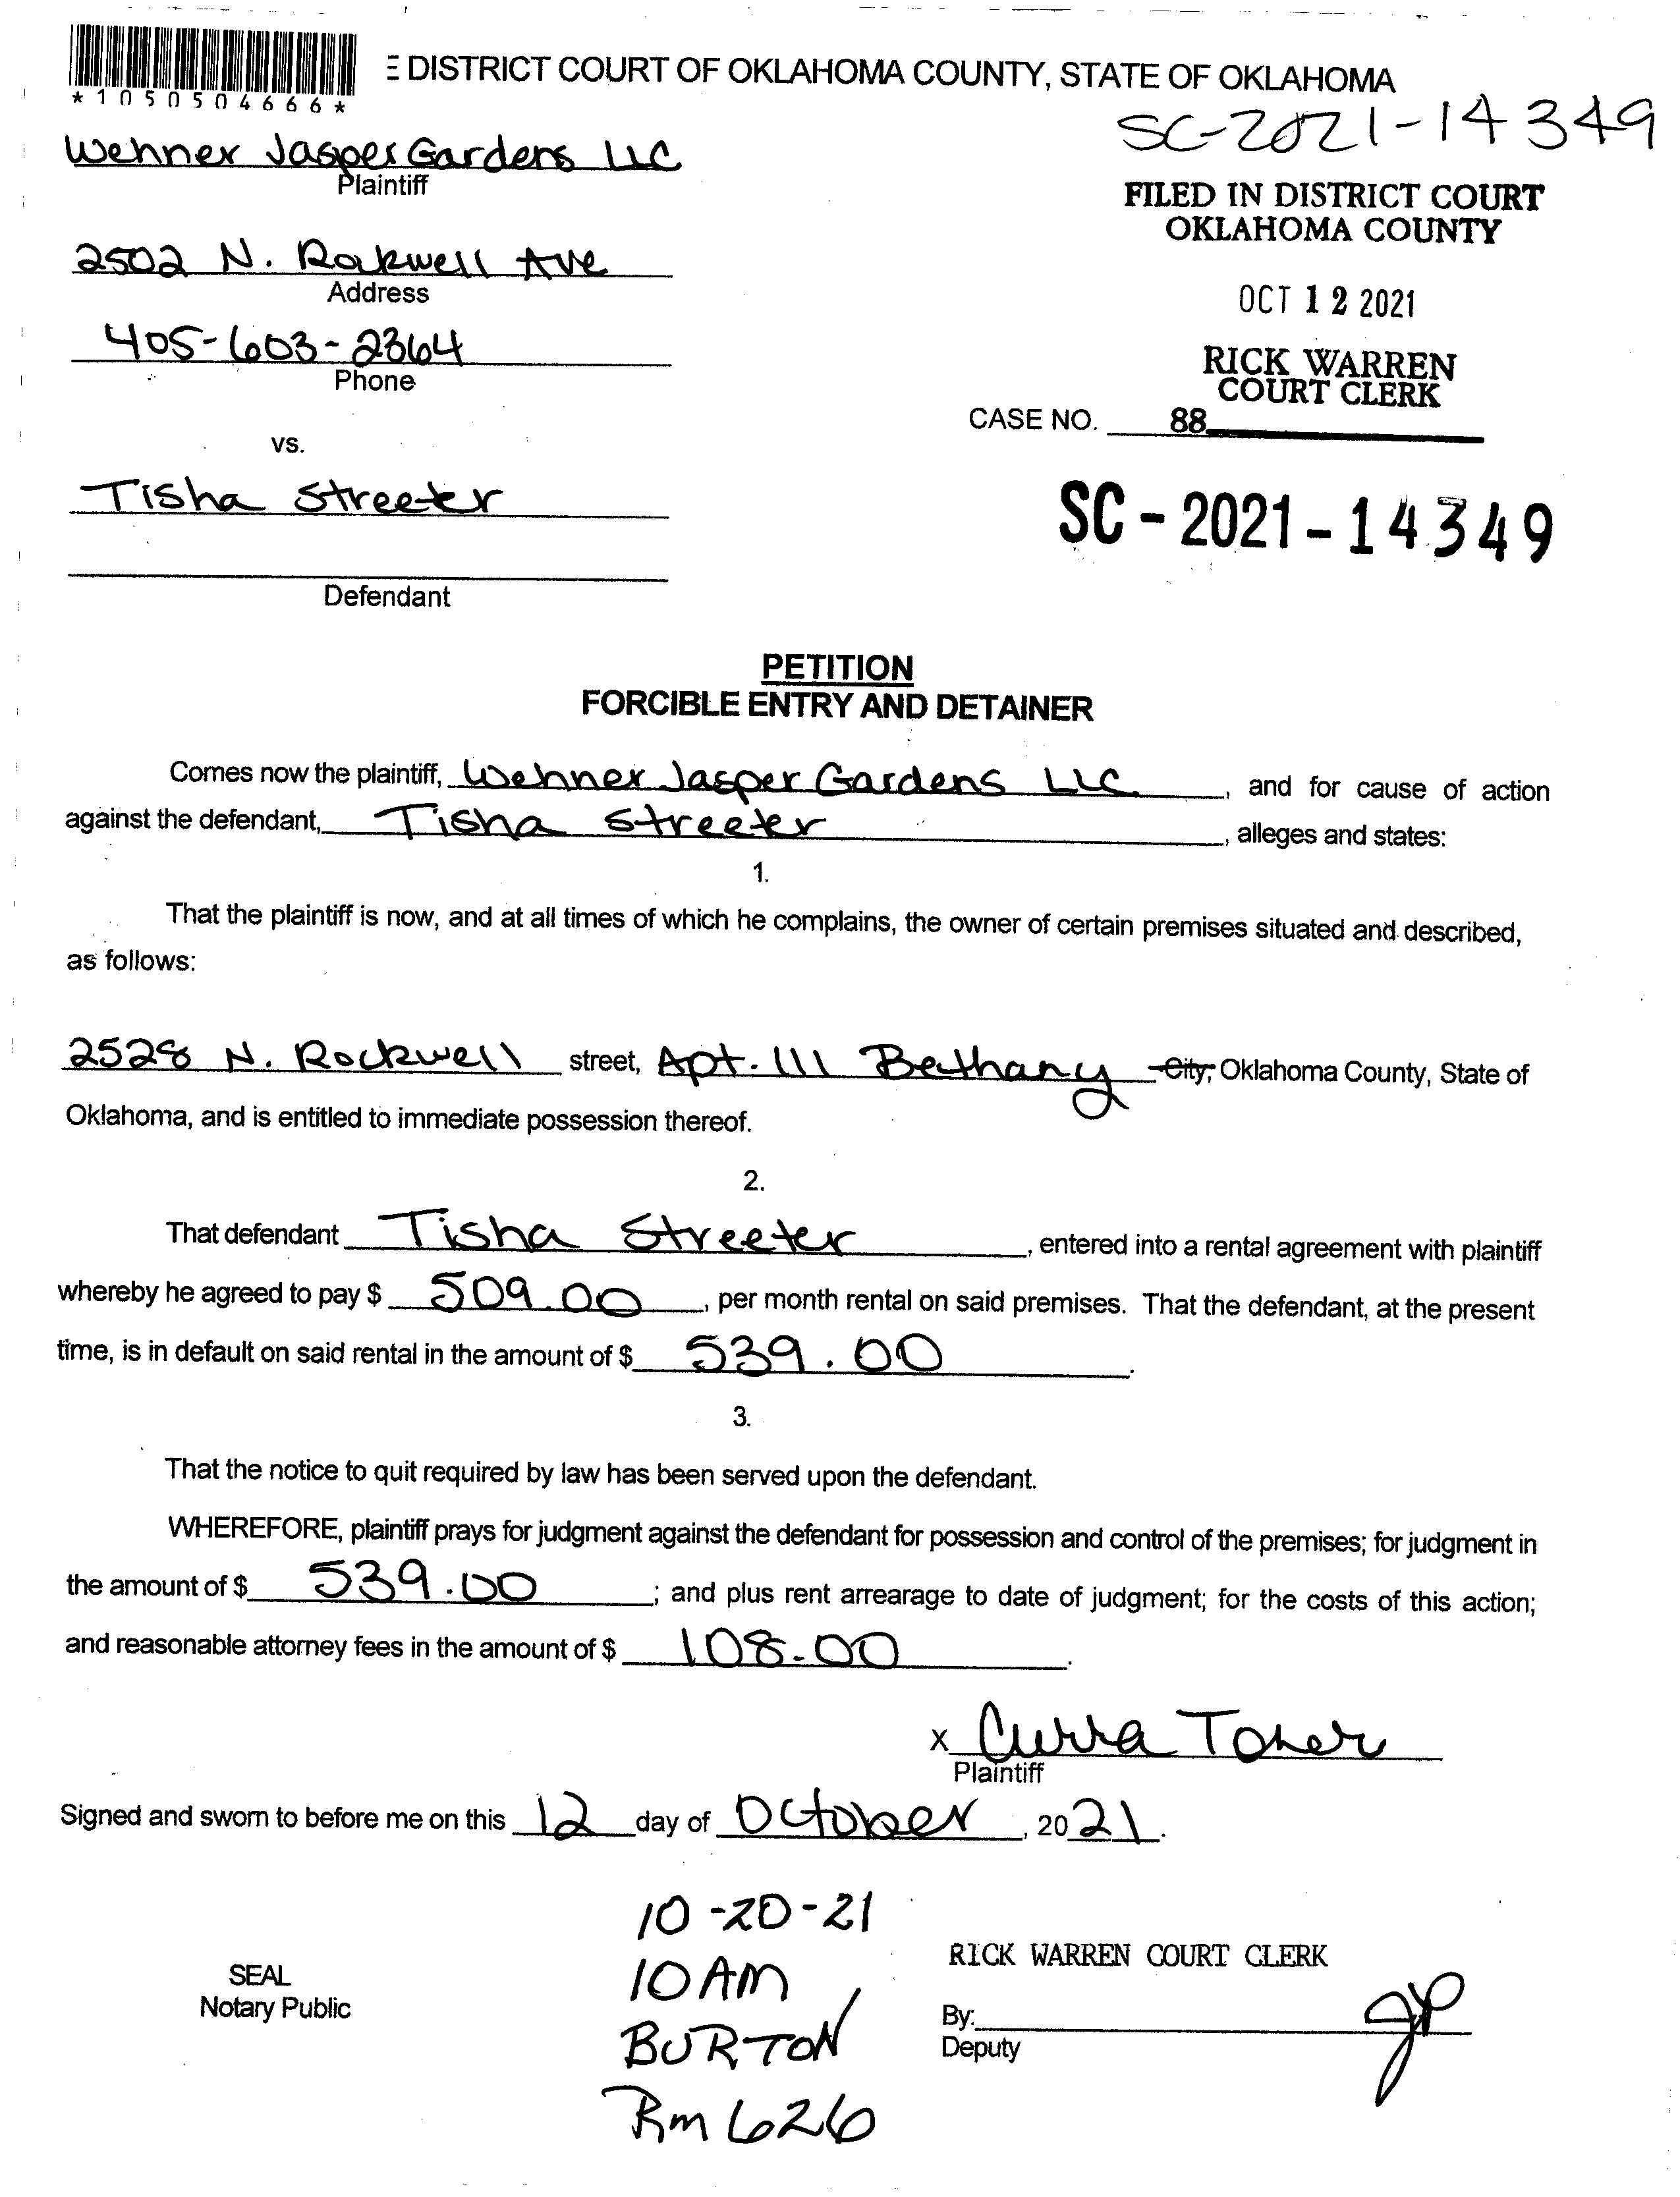 *1050504666*
E DISTRICT COURT OF OKLAHOMA COUNTY, STATE OF OKLAHOMA
SC-2021-14349
Wehner Jasper Gardens LLC
Plaintiff
FILED IN DISTRICT COURT
OKLAHOMA COUNTY
2502 N. Rockwell Ave
Address
OCT 12 2021
405-603-2364
Phone
RICK WARREN
COURT CLERK
CASE NO. 88
vs.
Tisha Streeter
SC-2021-14349
Defendant
PETITION
FORCIBLE ENTRY AND DETAINER
Comes now the plaintiff, Wehner Jasper Gardens LLC, and for cause of action
against the defendant, Tisha Streeter, alleges and states:
1.
That the plaintiff is now, and at all times of which he complains, the owner of certain premises situated and described,
as follows:
2528 N. Rockwell street, Apt. 111 Bethany City, Oklahoma County, State of
Oklahoma, and is entitled to immediate possession thereof.
2.
That defendant Tisha Streeter, entered into a rental agreement with plaintiff
whereby he agreed to pay $ 509.00, per month rental on said premises. That the defendant, at the present
time, is in default on said rental in the amount of $ 539.00.
3.
That the notice to quit required by law has been served upon the defendant.
WHEREFORE, plaintiff prays for judgment against the defendant for possession and control of the premises; for judgment in
the amount of $ 539.00; and plus rent arrearage to date of judgment; for the costs of this action;
and reasonable attorney fees in the amount of $ 108.00.
X Toner
Plaintiff
Signed and sworn to before me on this 12 day of October, 2021.
10-20-21
10 AM
BURTON
Rm 626
SEAL
Notary Public
RICK WARREN COURT CLERK
By: JP
Deputy